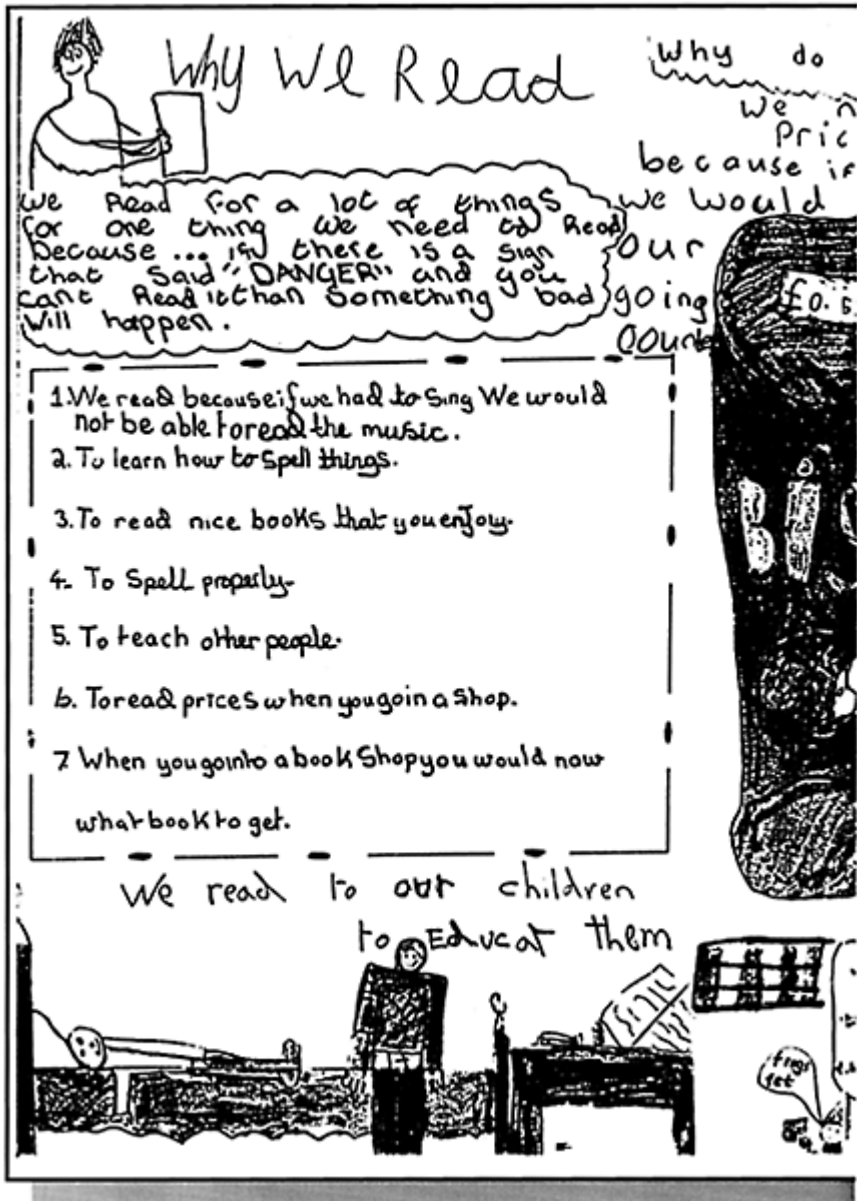 Why We Read
We Read for a lot of things
for one thing We need to Read
because ... if there is a sign
that said "DANGER" and you
cant Read it than something bad
Will happen.
1. We read because if we had to sing We would
not be able to read the music.
2. To learn how to spell things.
3. To read nice books that you enjoy.
4. To Spell properly.
5. To teach other people.
6. To read prices when you go in a shop.
7 When you go into a book Shop you would now
what book to get.
We read to our children
to Educat them
Why do
we n
Pric
because if
we would
our
going
£0.